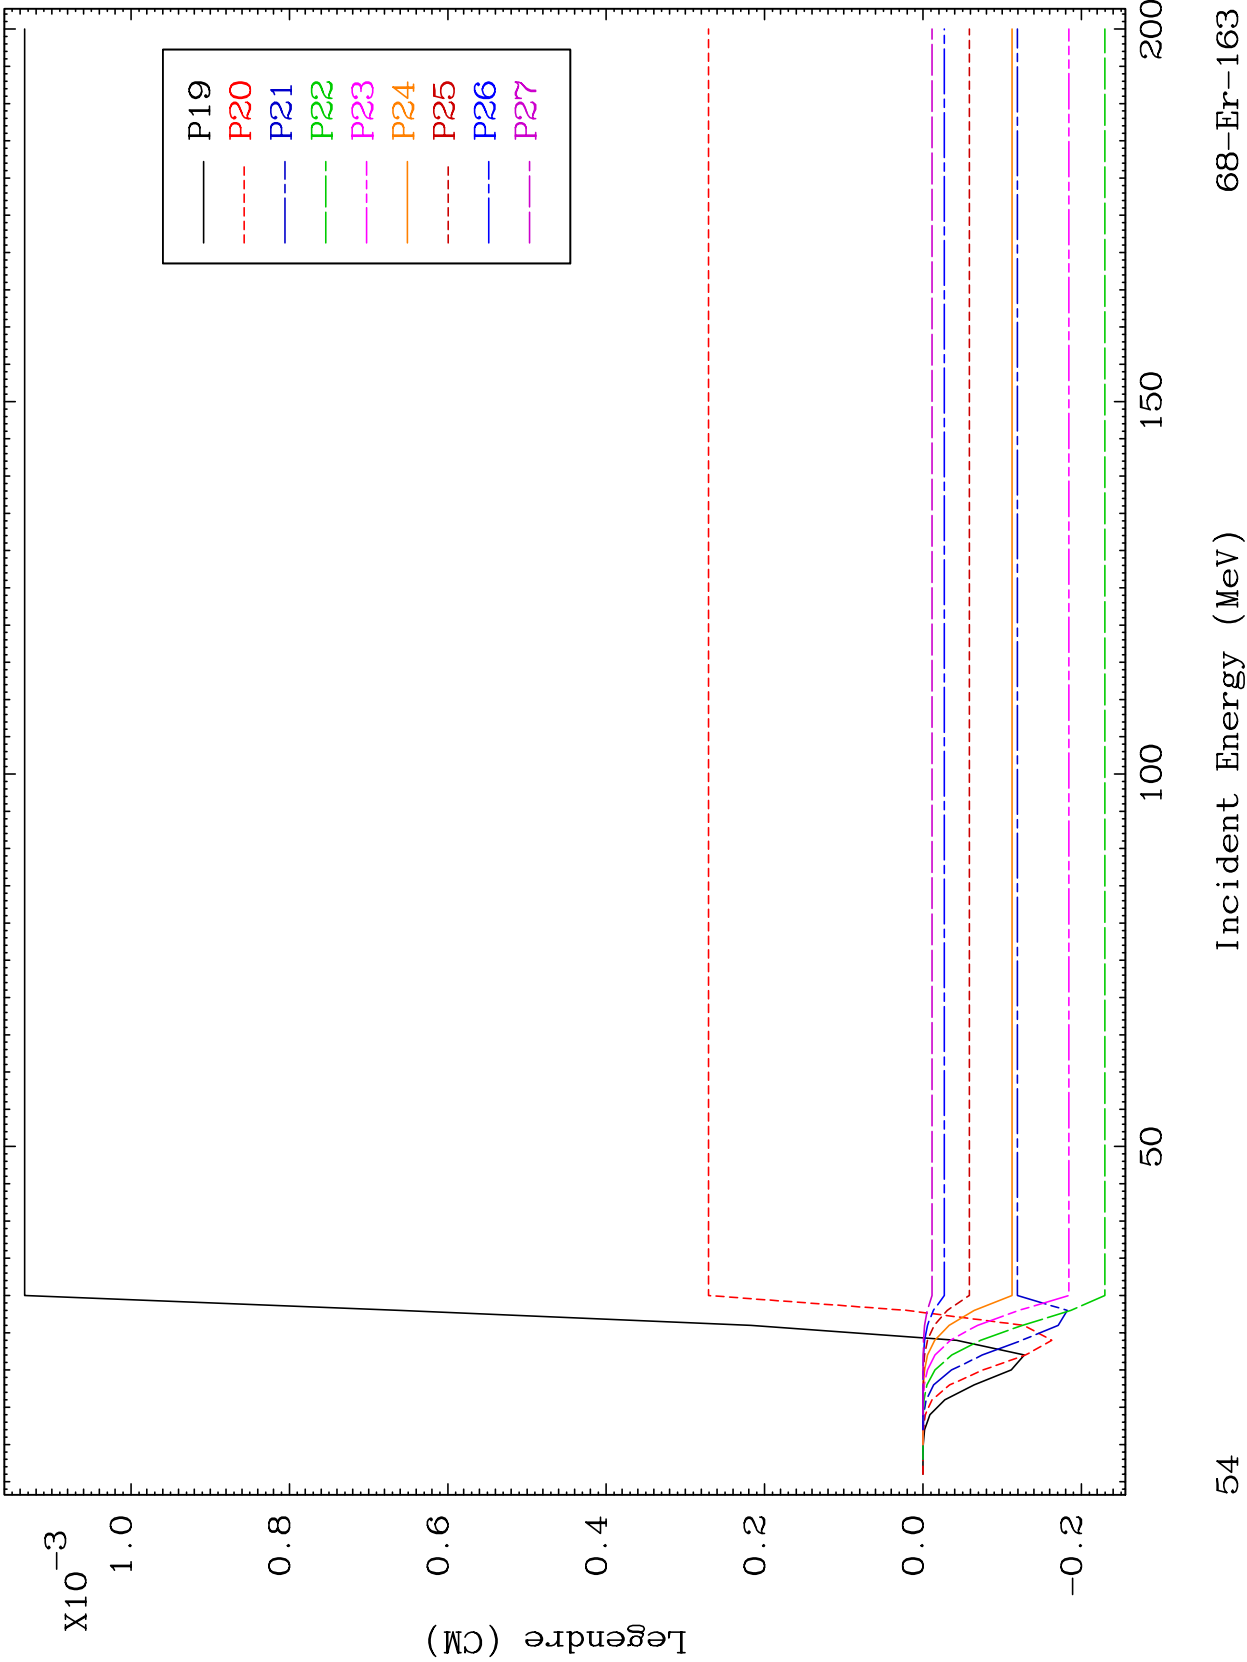 X10-3
1.0
0.8
0.6
0.4
0.2
0.0
-0.2
Legendre (CM)
P19
P20
P21
P22
P23
P24
P25
P26
P27
50
100
150
200
54
Incident Energy (MeV)
68-Er-163